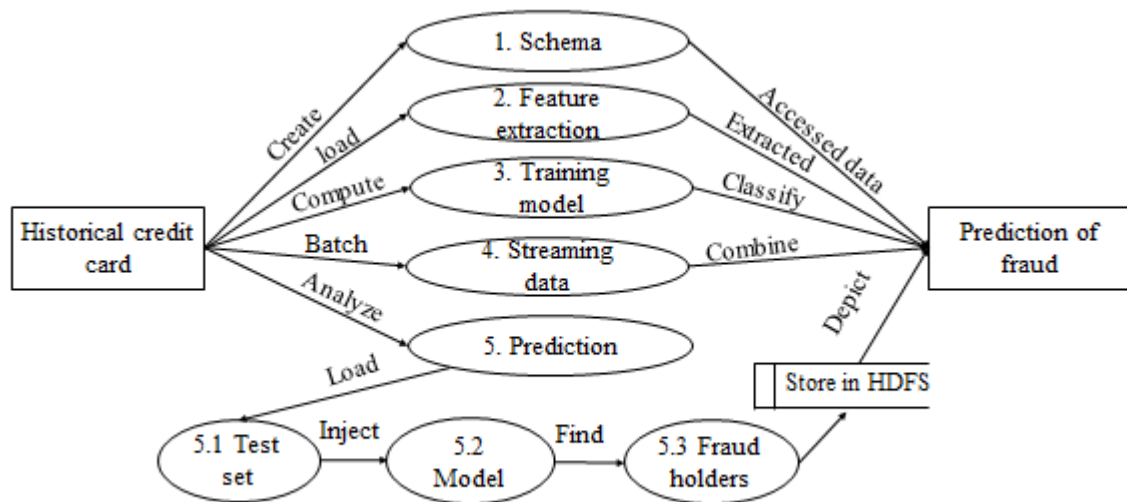 1. Schema
Create
Accessed data
2. Feature
extraction
load
Extracted
3. Training
model
Compute
Classify
Historical credit
card
Batch
4. Streaming
data
Combine
Prediction of
fraud
Analyze
5. Prediction
Depict
Load
Store in HDFS
5.1 Test
set
Inject
5.2
Model
Find
5.3 Fraud
holders